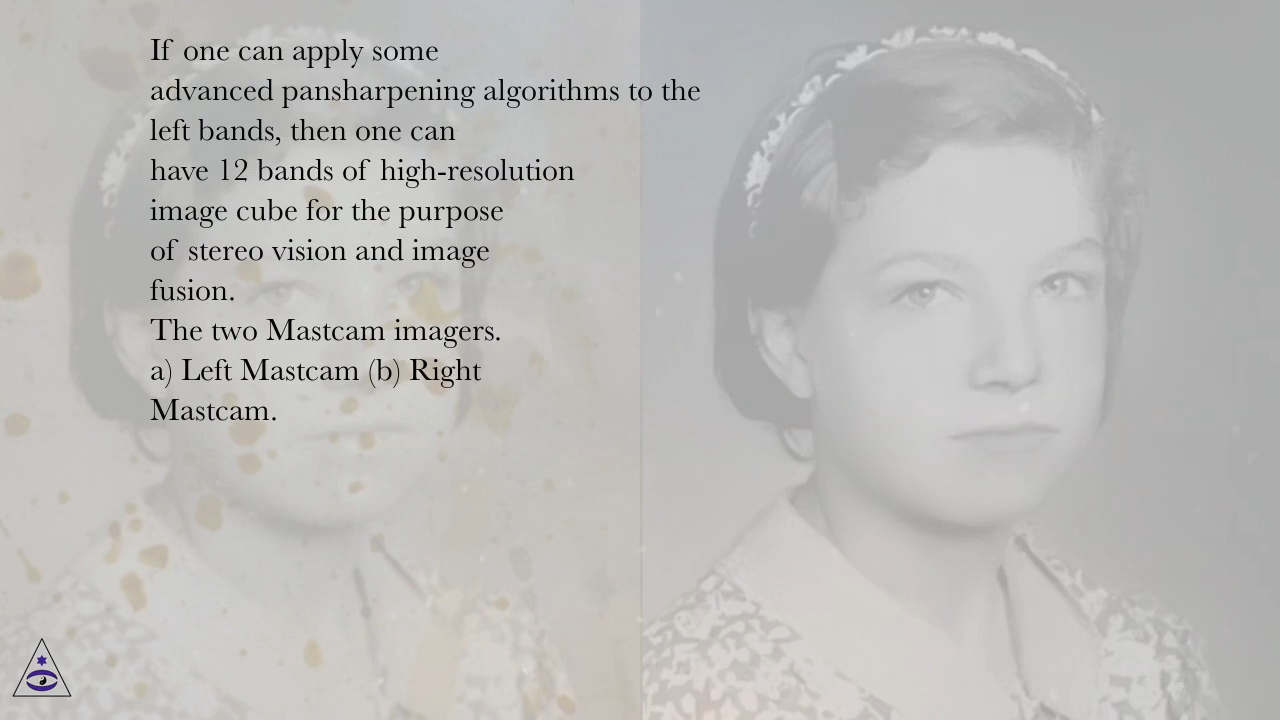 If one can apply some
advanced pansharpening algorithms to the
left bands, then one can
have 12 bands of high-resolution
image cube for the purpose
of stereo vision and image
fusion.
The two Mastcam imagers.
a) Left Mastcam (b) Right
Mastcam.